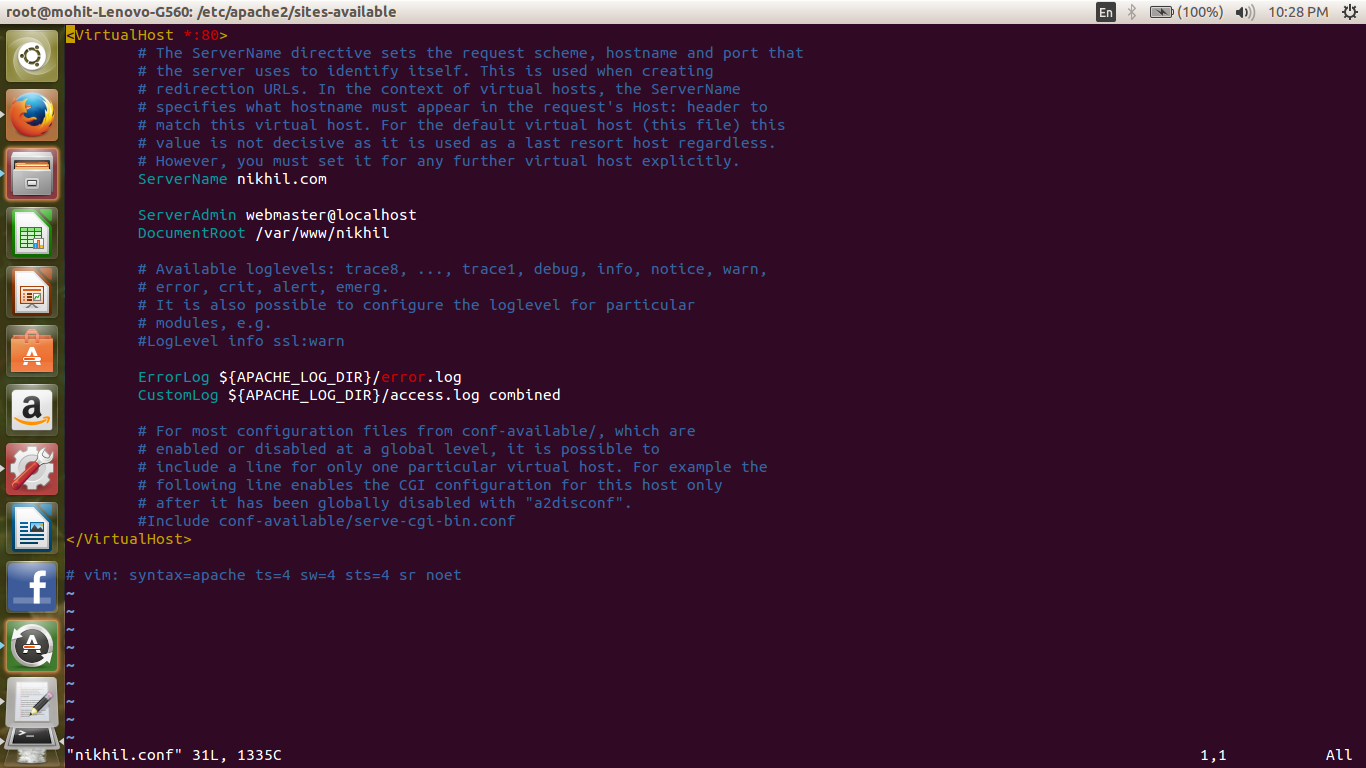 root@mohit-Lenovo-G560: /etc/apache2/sites-available
En (100%) 10:28 PM
<VirtualHost *:80>
# The ServerName directive sets the request scheme, hostname and port that
# the server uses to identify itself. This is used when creating
# redirection URLs. In the context of virtual hosts, the ServerName
# specifies what hostname must appear in the request's Host: header to
# match this virtual host. For the default virtual host (this file) this
# value is not decisive as it is used as a last resort host regardless.
# However, you must set it for any further virtual host explicitly.
ServerName nikhil.com
ServerAdmin webmaster@localhost
DocumentRoot /var/www/nikhil
# Available loglevels: trace8, ..., trace1, debug, info, notice, warn,
# error, crit, alert, emerg.
# It is also possible to configure the loglevel for particular
# modules, e.g.
#LogLevel info ssl:warn
ErrorLog ${APACHE_LOG_DIR}/error.log
CustomLog ${APACHE_LOG_DIR}/access.log combined
# For most configuration files from conf-available/, which are
# enabled or disabled at a global level, it is possible to
# include a line for only one particular virtual host. For example the
# following line enables the CGI configuration for this host only
# after it has been globally disabled with "a2disconf".
#Include conf-available/serve-cgi-bin.conf
</VirtualHost>
# vim: syntax=apache ts=4 sw=4 sts=4 sr noet
~
~
~
~
~
~
~
~
~
"nikhil.conf" 31L, 1335C 1,1 All